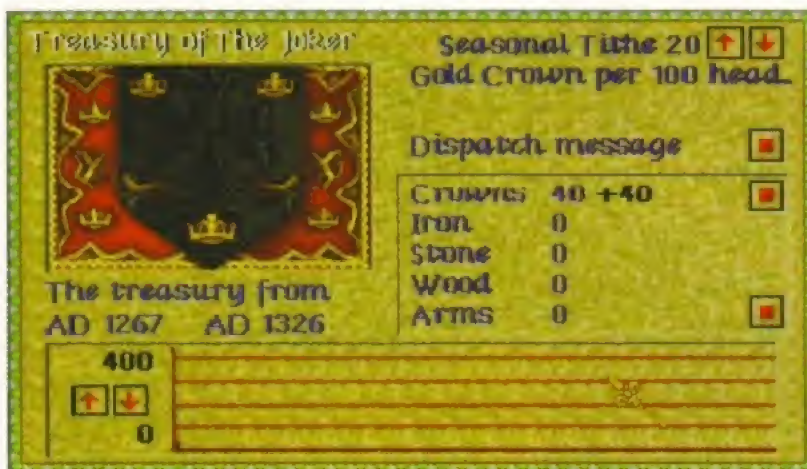 Treasury of The Joker
Seasonal Tithe 20
Gold Crown per 100 head.
Dispatch message
Crowns 40 +40
Iron 0
Stone 0
Wood 0
Arms 0
The treasury from
AD 1267 AD 1326
400
0